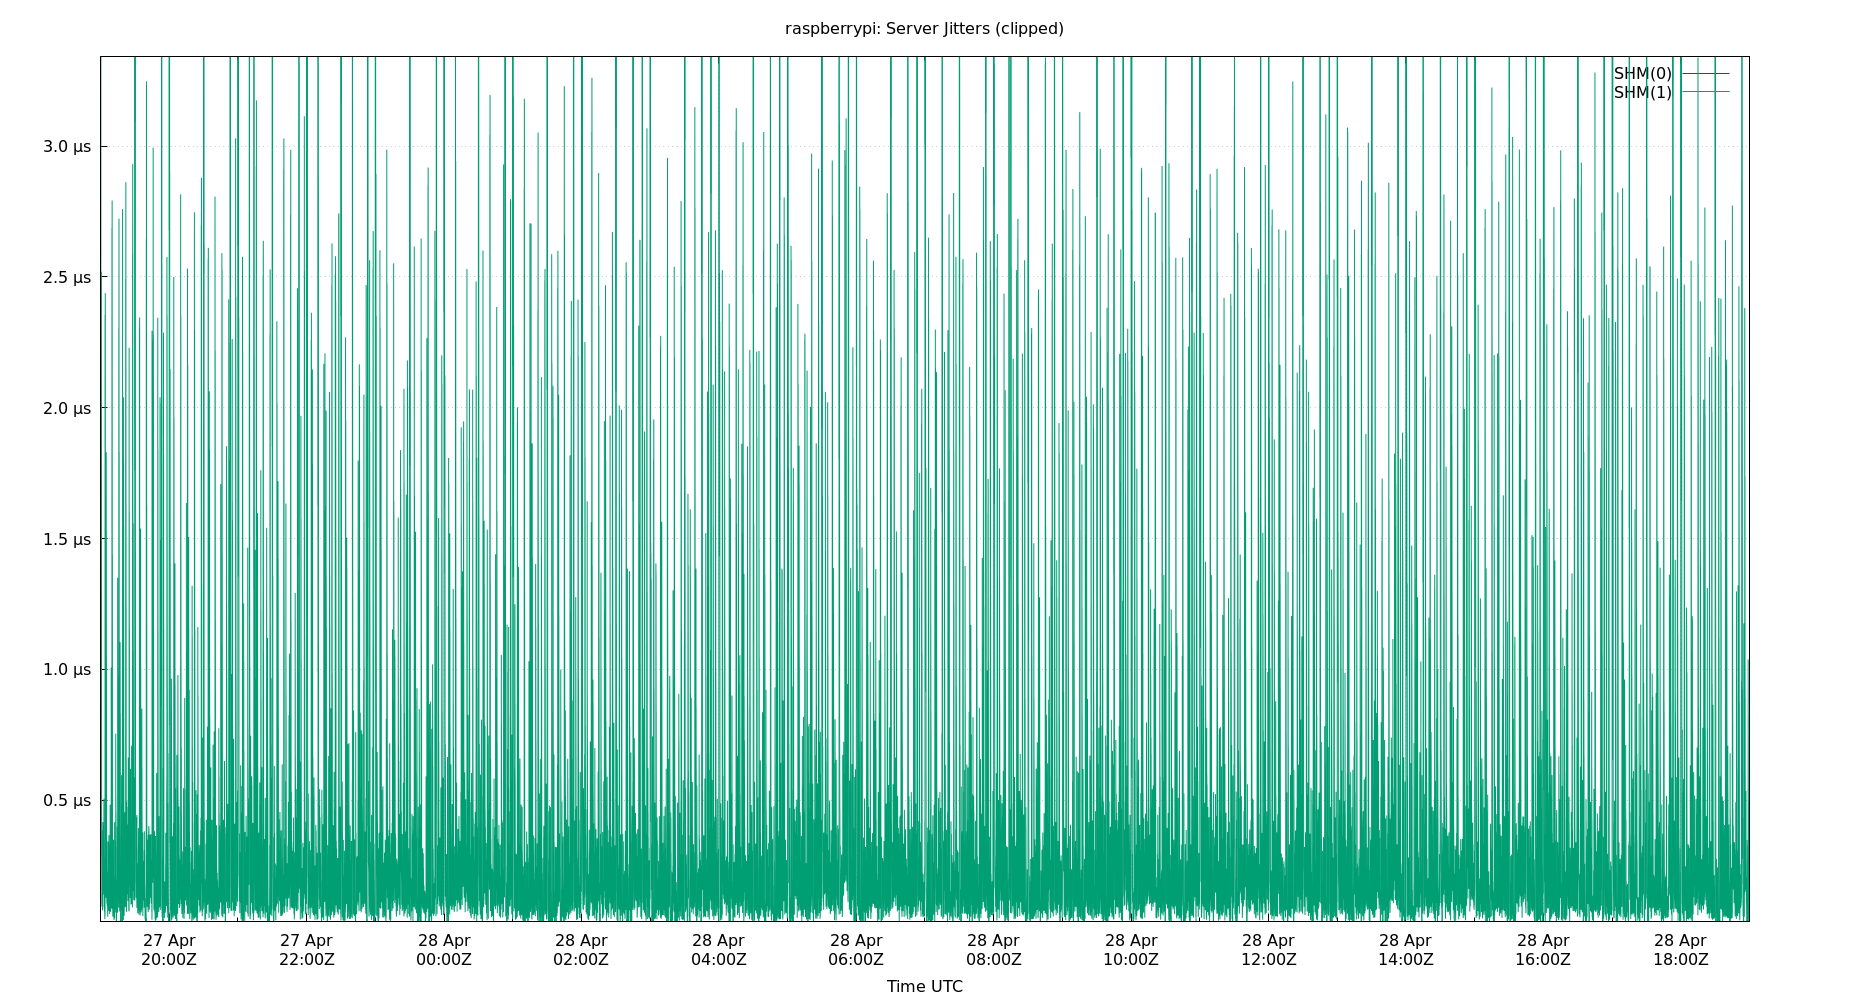 raspberrypi: Server Jitters (clipped)
SHM(0)
SHM(1)
3.0 µs
2.5 µs
2.0 µs
1.5 µs
1.0 µs
0.5 µs
27 Apr 27 Apr 28 Apr 28 Apr 28 Apr 28 Apr 28 Apr 28 Apr 28 Apr 28 Apr 28 Apr 28 Apr
20:00Z 22:00Z 00:00Z 02:00Z 04:00Z 06:00Z 08:00Z 10:00Z 12:00Z 14:00Z 16:00Z 18:00Z
Time UTC